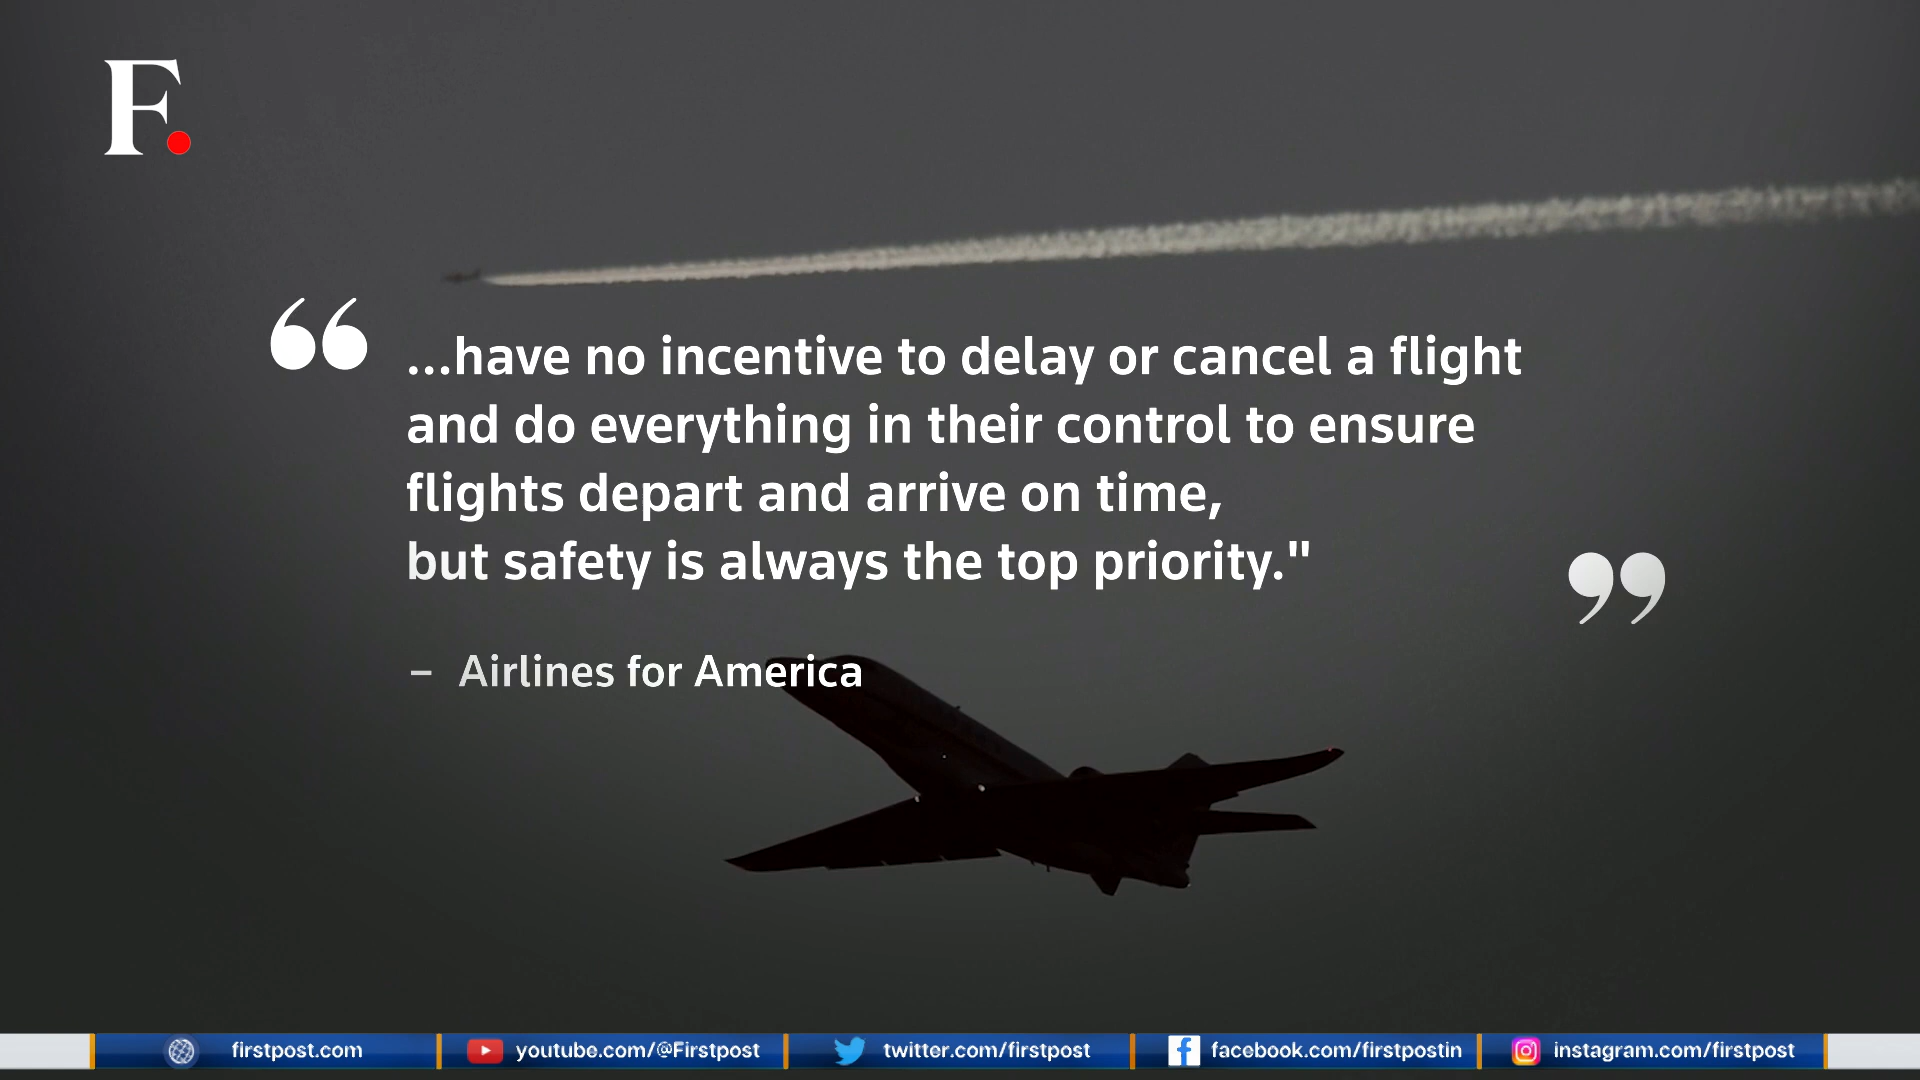 F.
“ ...have no incentive to delay or cancel a flight
and do everything in their control to ensure
flights depart and arrive on time,
but safety is always the top priority." ”
– Airlines for America
firstpost.com
youtube.com/@Firstpost
twitter.com/firstpost
facebook.com/firstpostin
instagram.com/firstpost